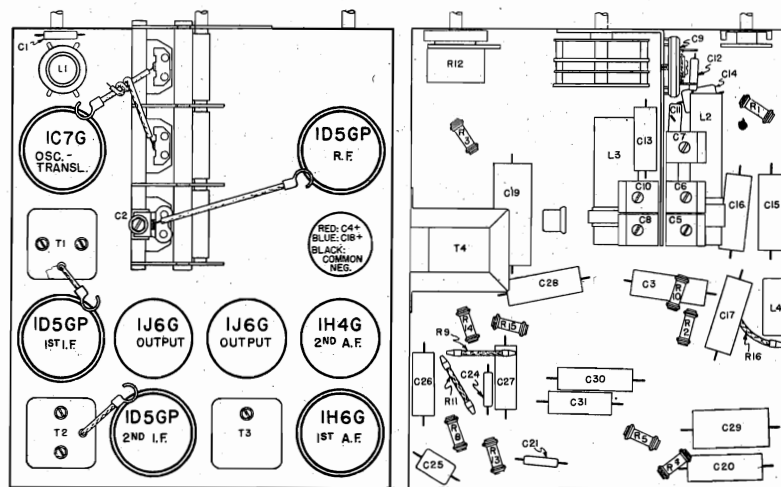 C1
L1
1C7G
OSC.-
TRANSL.
1D5GP
R.F.
C2
RED: C4+
BLUE: C18+
BLACK:
COMMON
NEG.
T1
1D5GP
1ST I.F.
1J6G
OUTPUT
1J6G
OUTPUT
1H4G
2ND A.F.
T2
1D5GP
2ND I.F.
T3
1H6G
1ST A.F.
R12
C9
C12
C14
R1
R3
C13
C11
L2
C7
L3
C19
C10
C6
C16
C15
C8
C5
T4
C28
C3
R10
C17
L4
R14
R15
R2
R9
R16
C26
C24
C27
R11
C30
C31
R8
R13
C21
R5
C29
C25
R4
C20